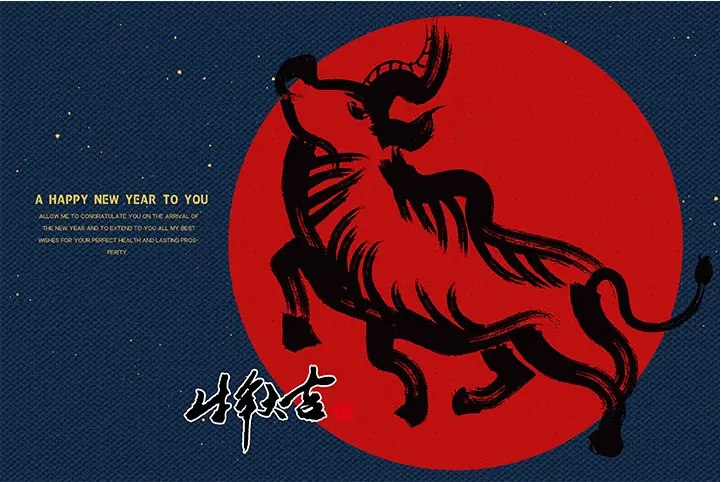 A HAPPY NEW YEAR TO YOU
ALLOW ME TO CONGRATULATE YOU ON THE ARRIVAL OF
THE NEW YEAR AND TO EXTEND TO YOU ALL MY BEST
WISHES FOR YOUR PERFECT HEALTH AND LASTING PROS-
PERITY
牛年大吉